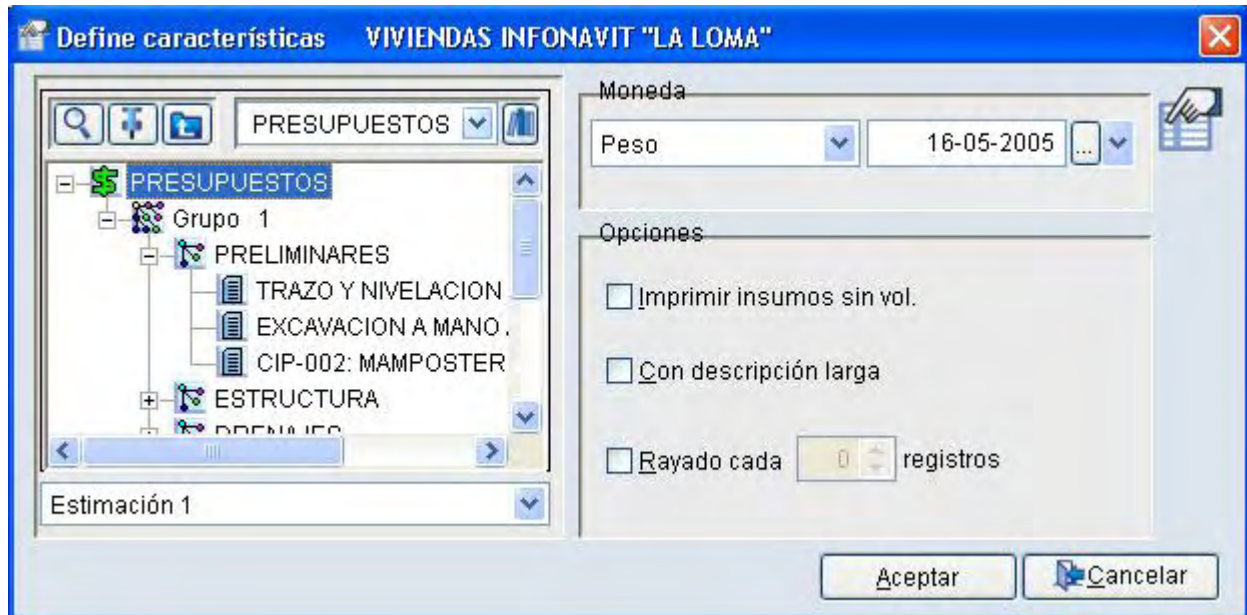 Define características VIVIENDAS INFONAVIT "LA LOMA"
PRESUPUESTOS
PRESUPUESTOS
Grupo 1
PRELIMINARES
TRAZO Y NIVELACION
EXCAVACION A MANO
CIP-002: MAMPOSTER
ESTRUCTURA
DRENAJES
Estimación 1
Moneda
Peso 16-05-2005 ...
Opciones
Imprimir insumos sin vol.
Con descripción larga
Rayado cada 0 registros
Aceptar Cancelar